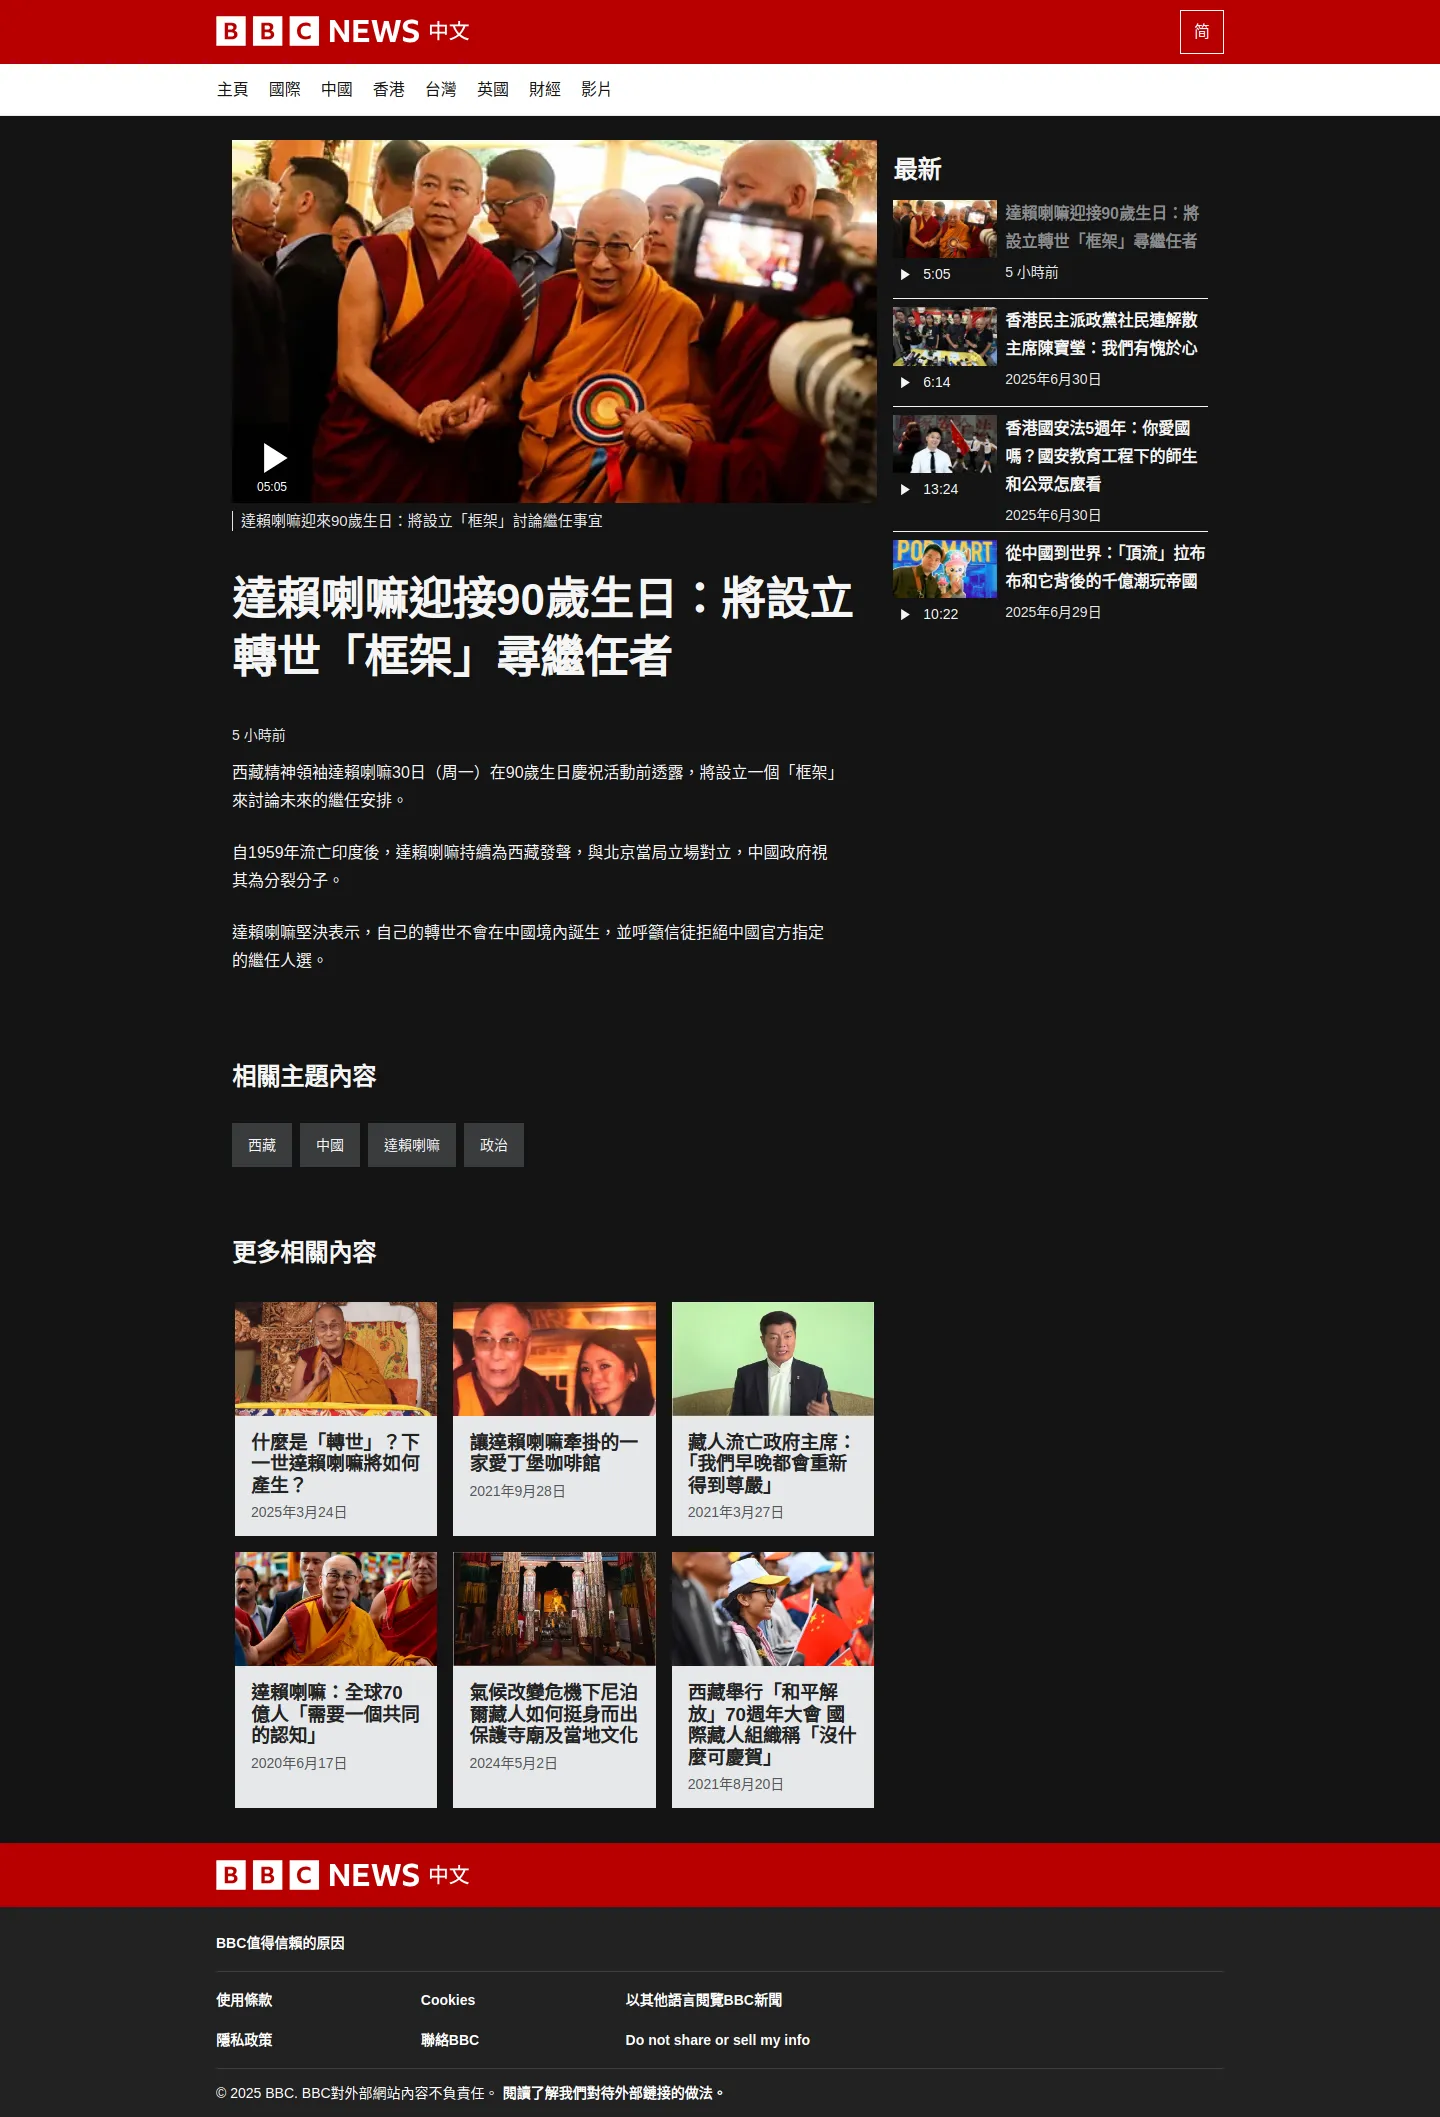 BBC NEWS 中文
简
主頁 國際 中國 香港 台灣 英國 財經 影片
05:05
達賴喇嘛迎來90歲生日：將設立「框架」討論繼任事宜
達賴喇嘛迎接90歲生日：將設立
轉世「框架」尋繼任者
5 小時前
西藏精神領袖達賴喇嘛30日（周一）在90歲生日慶祝活動前透露，將設立一個「框架」
來討論未來的繼任安排。
自1959年流亡印度後，達賴喇嘛持續為西藏發聲，與北京當局立場對立，中國政府視
其為分裂分子。
達賴喇嘛堅決表示，自己的轉世不會在中國境內誕生，並呼籲信徒拒絕中國官方指定
的繼任人選。
最新
達賴喇嘛迎接90歲生日：將
設立轉世「框架」尋繼任者
5:05
5 小時前
香港民主派政黨社民連解散
主席陳寶瑩：我們有愧於心
6:14
2025年6月30日
香港國安法5週年：你愛國
嗎？國安教育工程下的師生
和公眾怎麼看
13:24
2025年6月30日
POP MART
從中國到世界：「頂流」拉布
布和它背後的千億潮玩帝國
10:22
2025年6月29日
相關主題內容
西藏 中國 達賴喇嘛 政治
更多相關內容
什麼是「轉世」？下
一世達賴喇嘛將如何
產生？
2025年3月24日
讓達賴喇嘛牽掛的一
家愛丁堡咖啡館
2021年9月28日
藏人流亡政府主席：
「我們早晚都會重新
得到尊嚴」
2021年3月27日
達賴喇嘛：全球70
億人「需要一個共同
的認知」
2020年6月17日
氣候改變危機下尼泊
爾藏人如何挺身而出
保護寺廟及當地文化
2024年5月2日
西藏舉行「和平解
放」70週年大會 國
際藏人組織稱「沒什
麼可慶賀」
2021年8月20日
BBC NEWS 中文
BBC值得信賴的原因
使用條款 Cookies 以其他語言閱覽BBC新聞
隱私政策 聯絡BBC Do not share or sell my info
© 2025 BBC. BBC對外部網站內容不負責任。 閱讀了解我們對待外部鏈接的做法。